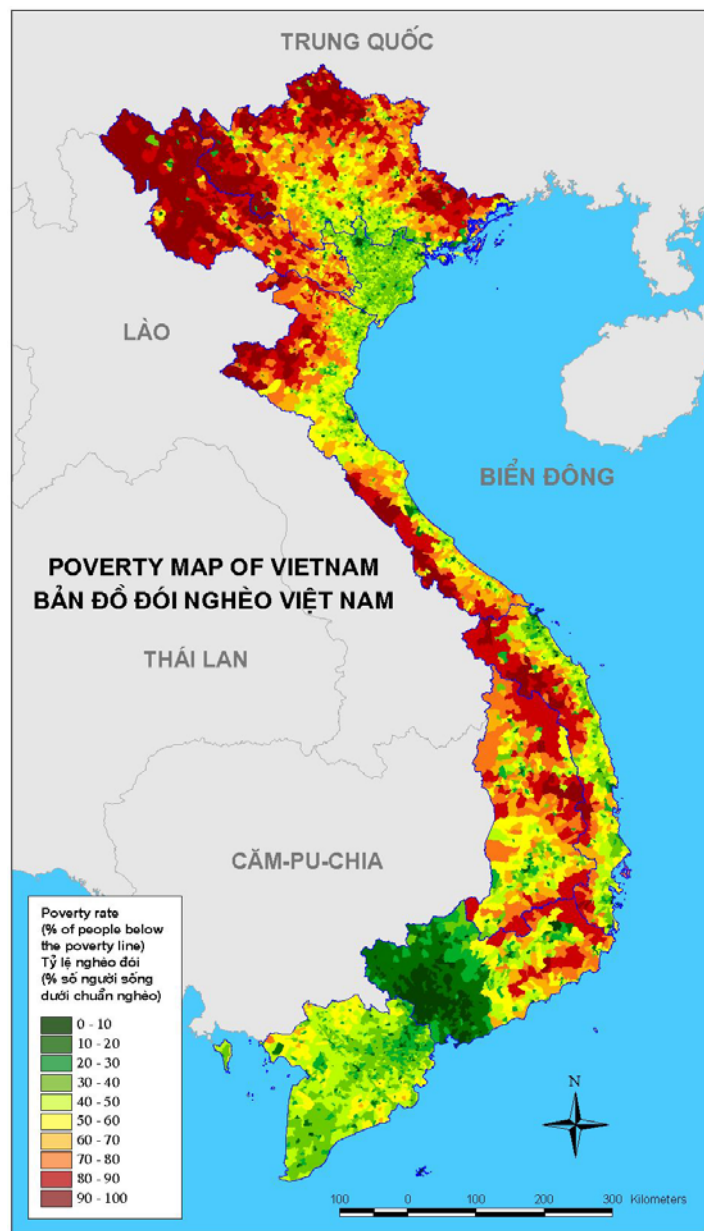 TRUNG QUỐC
LÀO
BIỂN ĐÔNG
POVERTY MAP OF VIETNAM
BẢN ĐỒ ĐÓI NGHÈO VIỆT NAM
THÁI LAN
CĂM-PU-CHIA
Poverty rate
(% of people below
the poverty line)
Tỷ lệ nghèo đói
(% số người sống
dưới chuẩn nghèo)
0 - 10
10 - 20
20 - 30
30 - 40
40 - 50
50 - 60
60 - 70
70 - 80
80 - 90
90 - 100
N
100 0 100 200 300 Kilometers